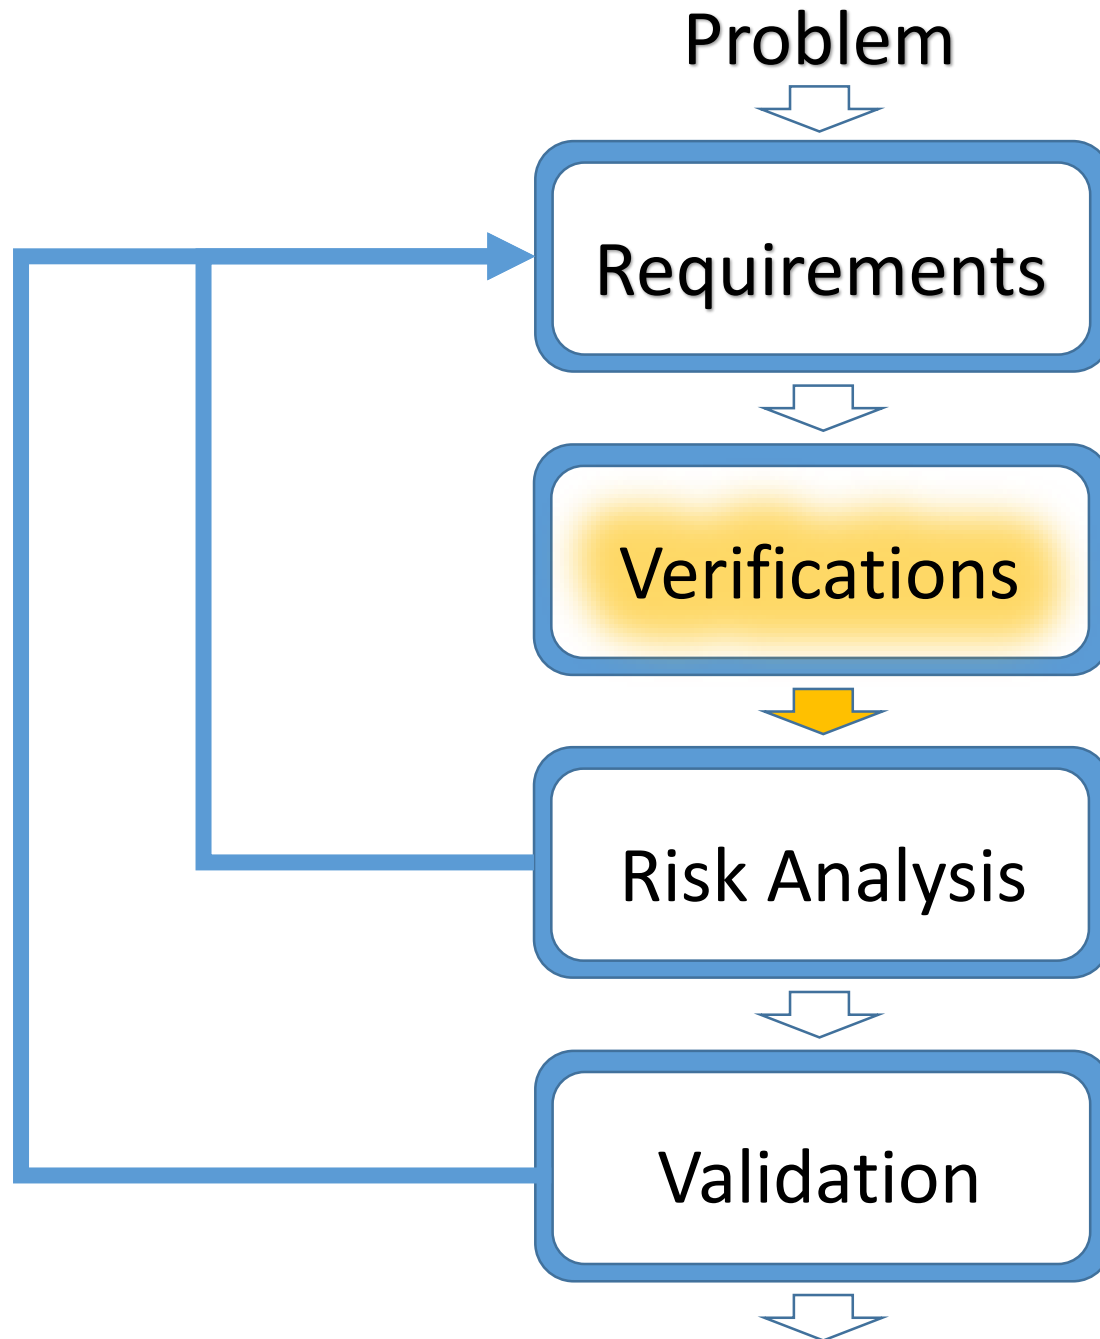 Problem
Requirements
Verifications
Risk Analysis
Validation